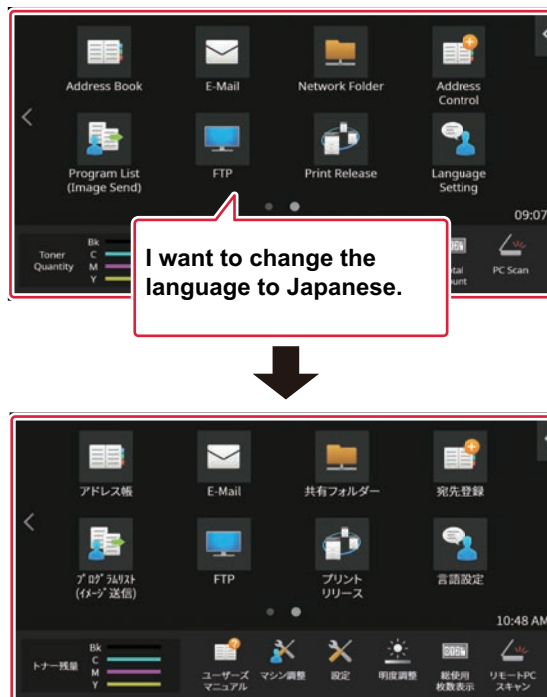 Address Book
E-Mail
Network Folder
Address
Control
Program List
(Image Send)
FTP
Print Release
Language
Setting
09:07
Toner
Quantity
Bk
C
M
Y
PC Scan
I want to change the
language to Japanese.
アドレス帳
E-Mail
共有フォルダー
宛先登録
ﾌﾟﾛｸﾞﾗﾑﾘｽﾄ
(ｲﾒｰｼﾞ送信)
FTP
プリント
リリース
言語設定
10:48 AM
トナー残量
Bk
C
M
Y
ユーザーズ
マニュアル
マシン調整
設定
明度調整
総使用
枚数表示
リモートPC
スキャン